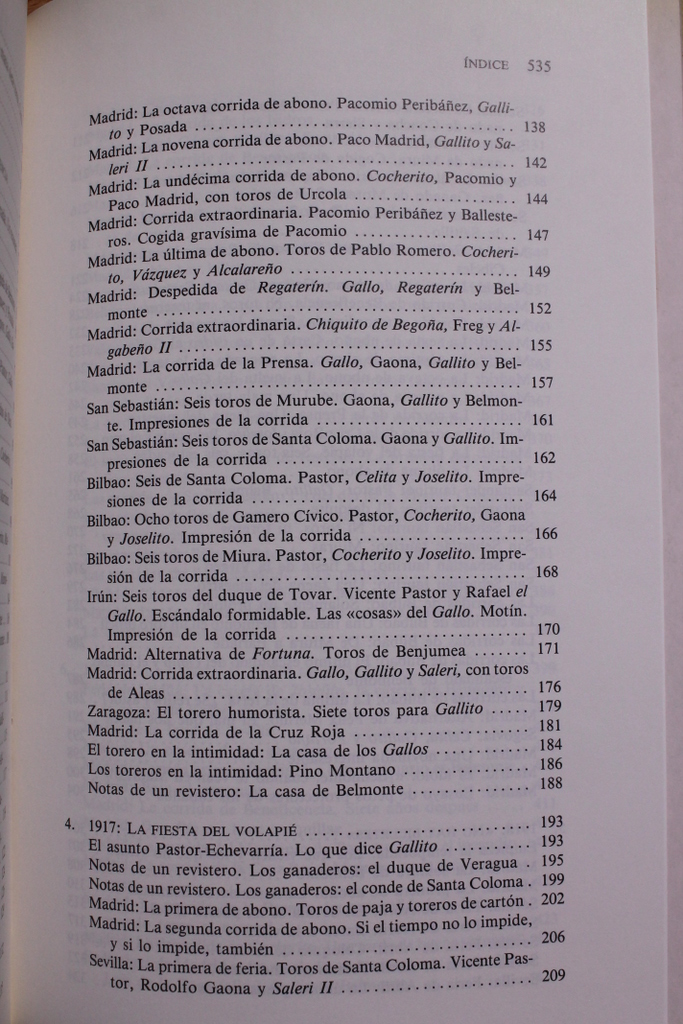 ÍNDICE 535
Madrid: La octava corrida de abono. Pacomio Peribáñez, Galli-
to y Posada ........................................ 138
Madrid: La novena corrida de abono. Paco Madrid, Gallito y Sa-
leri II ............................................. 142
Madrid: La undécima corrida de abono. Cocherito, Pacomio y
Paco Madrid, con toros de Urcola ..................... 144
Madrid: Corrida extraordinaria. Pacomio Peribáñez y Balleste-
ros. Cogida gravísima de Pacomio ..................... 147
Madrid: La última de abono. Toros de Pablo Romero. Cocheri-
to, Vázquez y Alcalareño ............................. 149
Madrid: Despedida de Regaterín. Gallo, Regaterín y Bel-
monte ............................................... 152
Madrid: Corrida extraordinaria. Chiquito de Begoña, Freg y Al-
gabeño II ........................................... 155
Madrid: La corrida de la Prensa. Gallo, Gaona, Gallito y Bel-
monte ............................................... 157
San Sebastián: Seis toros de Murube. Gaona, Gallito y Belmon-
te. Impresiones de la corrida ........................ 161
San Sebastián: Seis toros de Santa Coloma. Gaona y Gallito. Im-
presiones de la corrida .............................. 162
Bilbao: Seis de Santa Coloma. Pastor, Celita y Joselito. Impre-
siones de la corrida ................................. 164
Bilbao: Ocho toros de Gamero Cívico. Pastor, Cocherito, Gaona
y Joselito. Impresión de la corrida .................. 166
Bilbao: Seis toros de Miura. Pastor, Cocherito y Joselito. Impre-
sión de la corrida ................................... 168
Irún: Seis toros del duque de Tovar. Vicente Pastor y Rafael el
Gallo. Escándalo formidable. Las «cosas» del Gallo. Motín.
Impresión de la corrida .............................. 170
Madrid: Alternativa de Fortuna. Toros de Benjumea ....... 171
Madrid: Corrida extraordinaria. Gallo, Gallito y Saleri, con toros
de Aleas ............................................ 176
Zaragoza: El torero humorista. Siete toros para Gallito ..... 179
Madrid: La corrida de la Cruz Roja ..................... 181
El torero en la intimidad: La casa de los Gallos ............ 184
Los toreros en la intimidad: Pino Montano ................ 186
Notas de un revistero: La casa de Belmonte ............... 188
4. 1917: LA FIESTA DEL VOLAPIÉ ........................... 193
El asunto Pastor-Echevarría. Lo que dice Gallito ........... 193
Notas de un revistero. Los ganaderos: el duque de Veragua . 195
Notas de un revistero. Los ganaderos: el conde de Santa Coloma . 199
Madrid: La primera de abono. Toros de paja y toreros de cartón . 202
Madrid: La segunda corrida de abono. Si el tiempo no lo impide,
y si lo impide, también .............................. 206
Sevilla: La primera de feria. Toros de Santa Coloma. Vicente Pas-
tor, Rodolfo Gaona y Saleri II ........................ 209